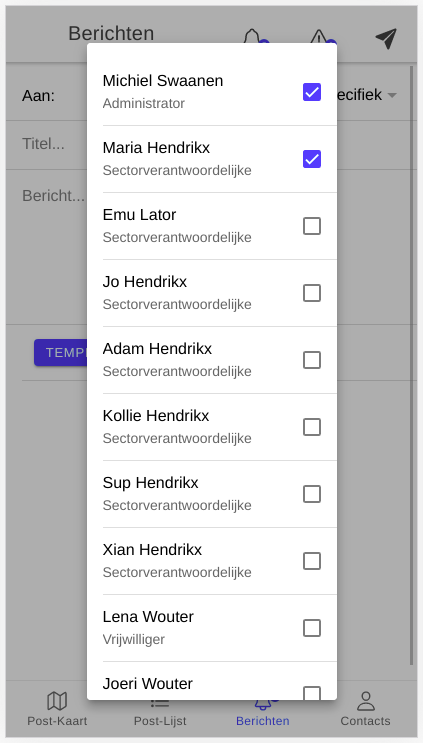 Berichten
Michiel Swaanen
Administrator
Aan:
ecifiek
Maria Hendrikx
Sectorverantwoordelijke
Titel...
Bericht...
Emu Lator
Sectorverantwoordelijke
Jo Hendrikx
Sectorverantwoordelijke
Adam Hendrikx
Sectorverantwoordelijke
TEMP
Kollie Hendrikx
Sectorverantwoordelijke
Sup Hendrikx
Sectorverantwoordelijke
Xian Hendrikx
Sectorverantwoordelijke
Lena Wouter
Vrijwilliger
Joeri Wouter
Post-Kaart
Post-Lijst
Berichten
Contacts